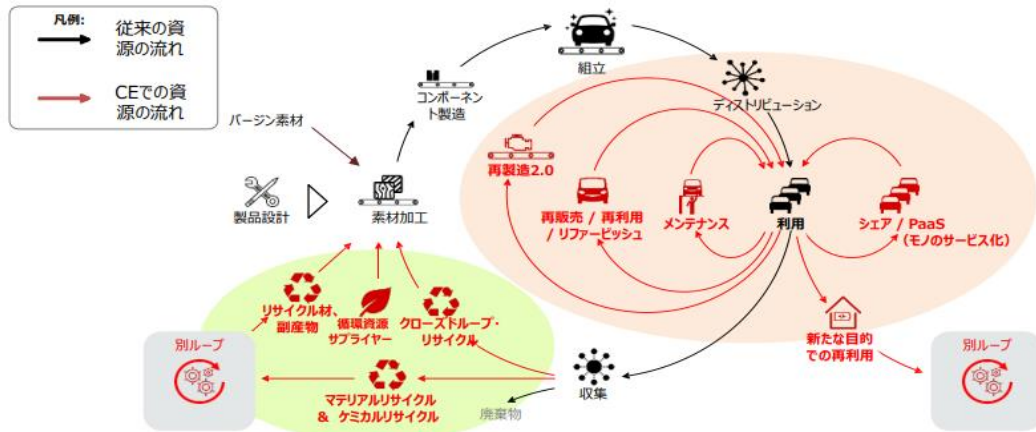 凡例:
従来の資
源の流れ
CEでの資
源の流れ
バージン素材
製品設計
素材加工
コンポーネン
ト製造
組立
ディストリビューション
再製造2.0
再販売 / 再利用
/ リファービッシュ
メンテナンス
利用
シェア / PaaS
（モノのサービス化）
リサイクル材、
副産物
循環資源
サプライヤー
クローズドループ・
リサイクル
新たな目的
での再利用
別ループ
別ループ
マテリアルリサイクル
& ケミカルリサイクル
収集
廃棄物